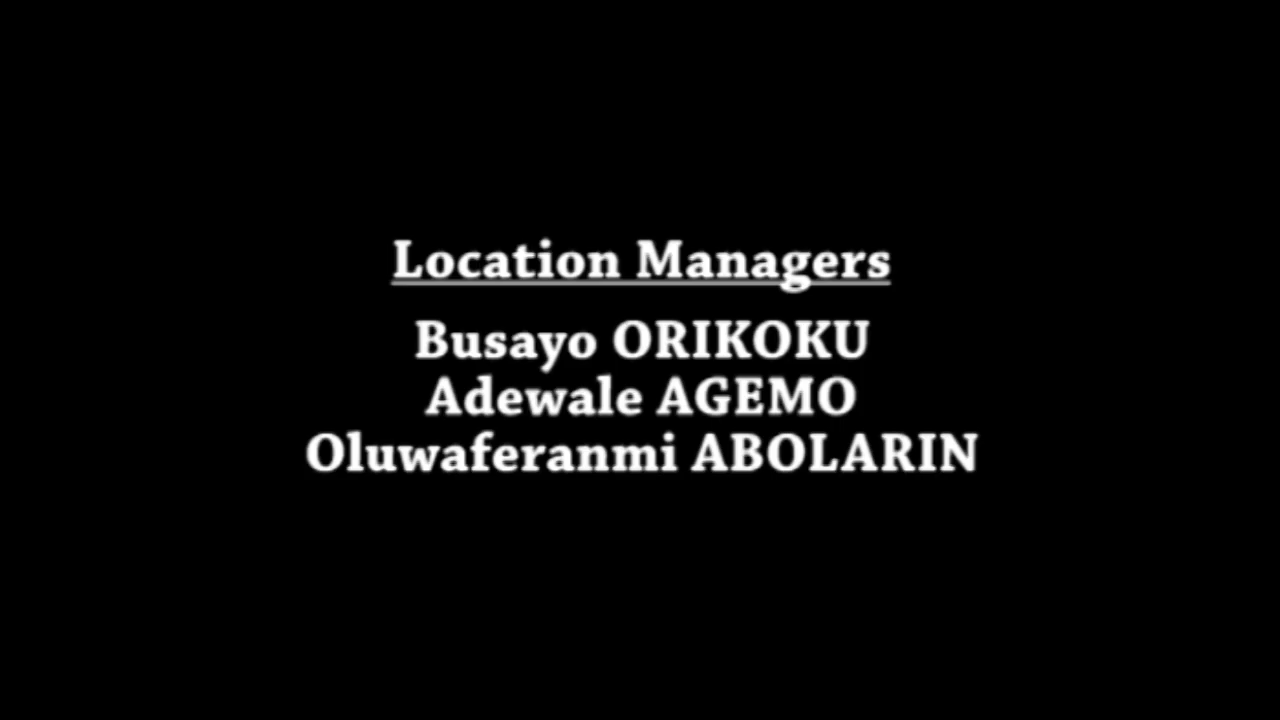 Location Managers
Busayo ORIKOKU
Adewale AGEMO
Oluwaferanmi ABOLARIN